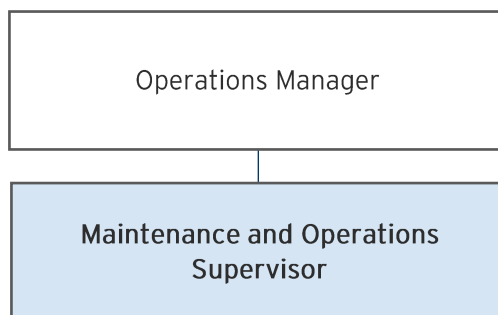 Operations Manager
Maintenance and Operations
Supervisor